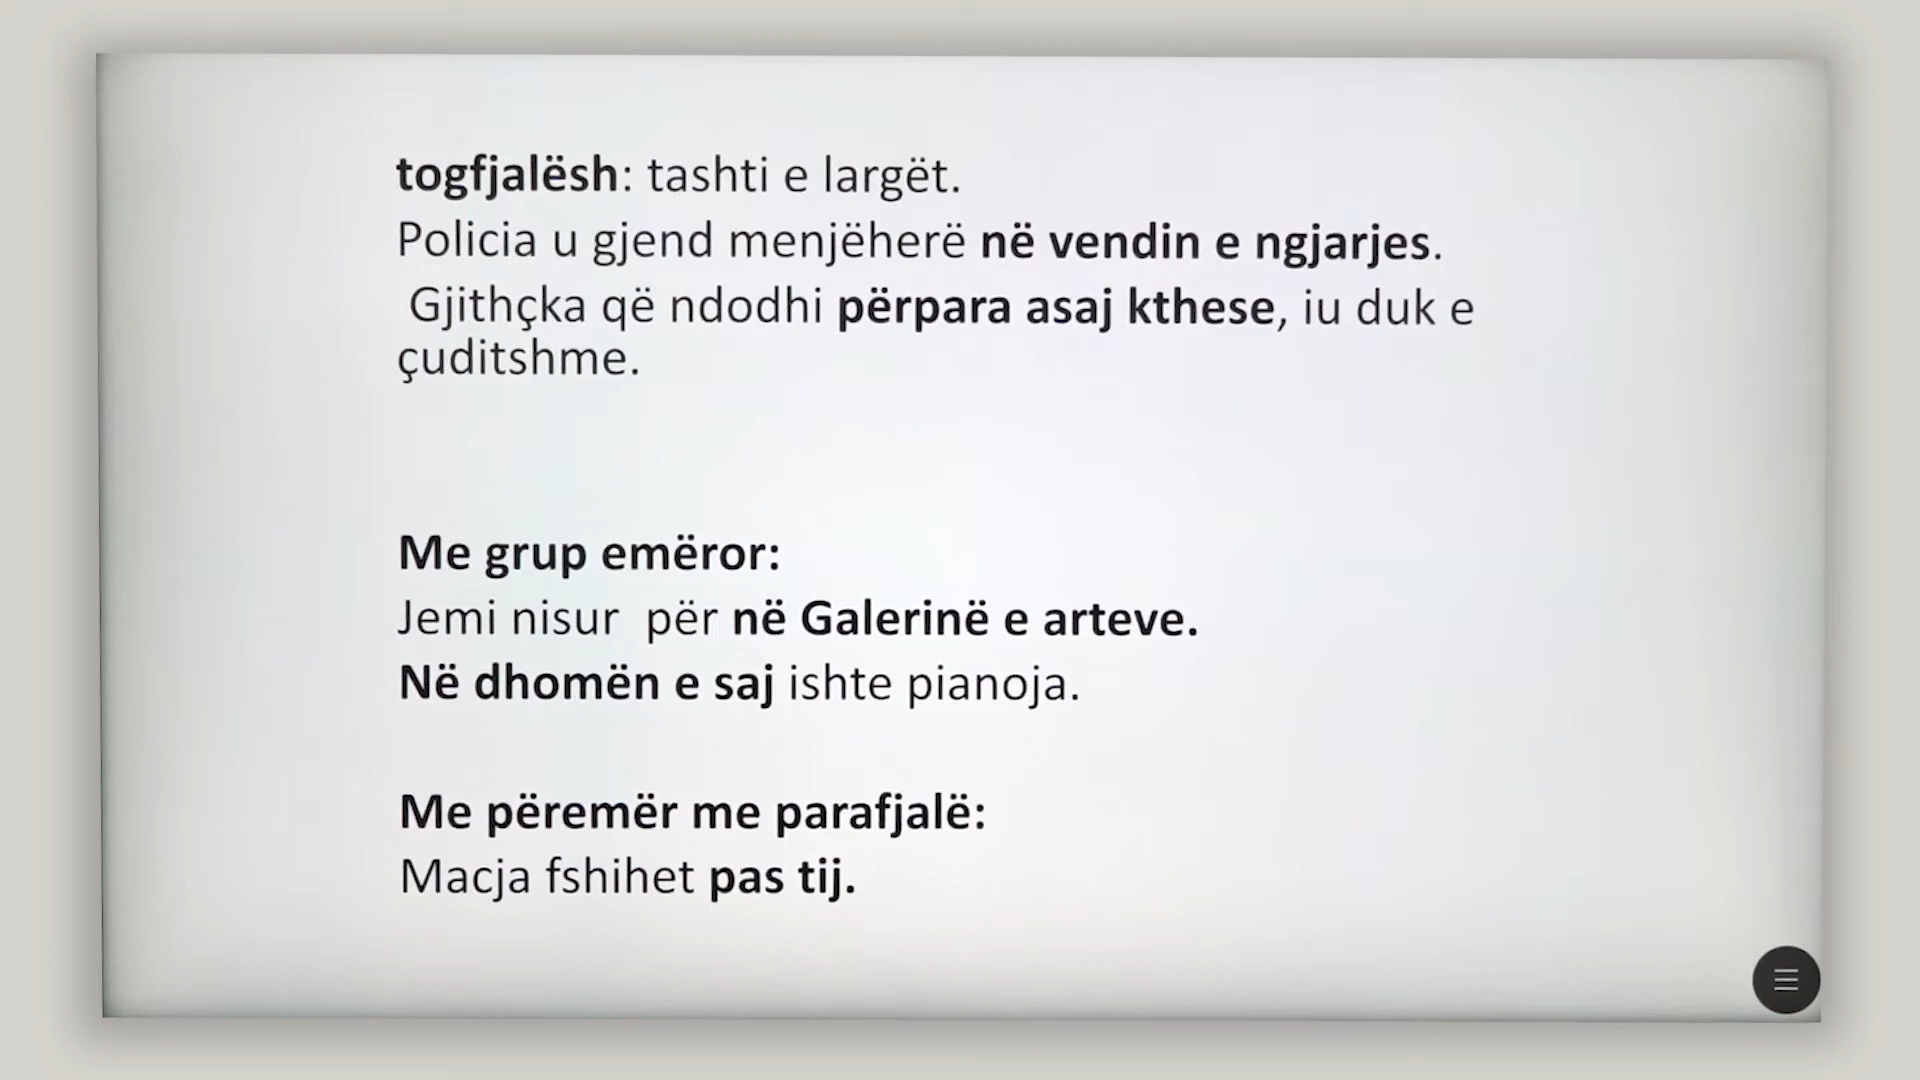 togfjalësh: tashti e largët.
Policia u gjend menjëherë në vendin e ngjarjes.
Gjithçka që ndodhi përpara asaj kthese, iu duk e
çuditshme.
Me grup emëror:
Jemi nisur për në Galerinë e arteve.
Në dhomën e saj ishte pianoja.
Me përemër me parafjalë:
Macja fshihet pas tij.